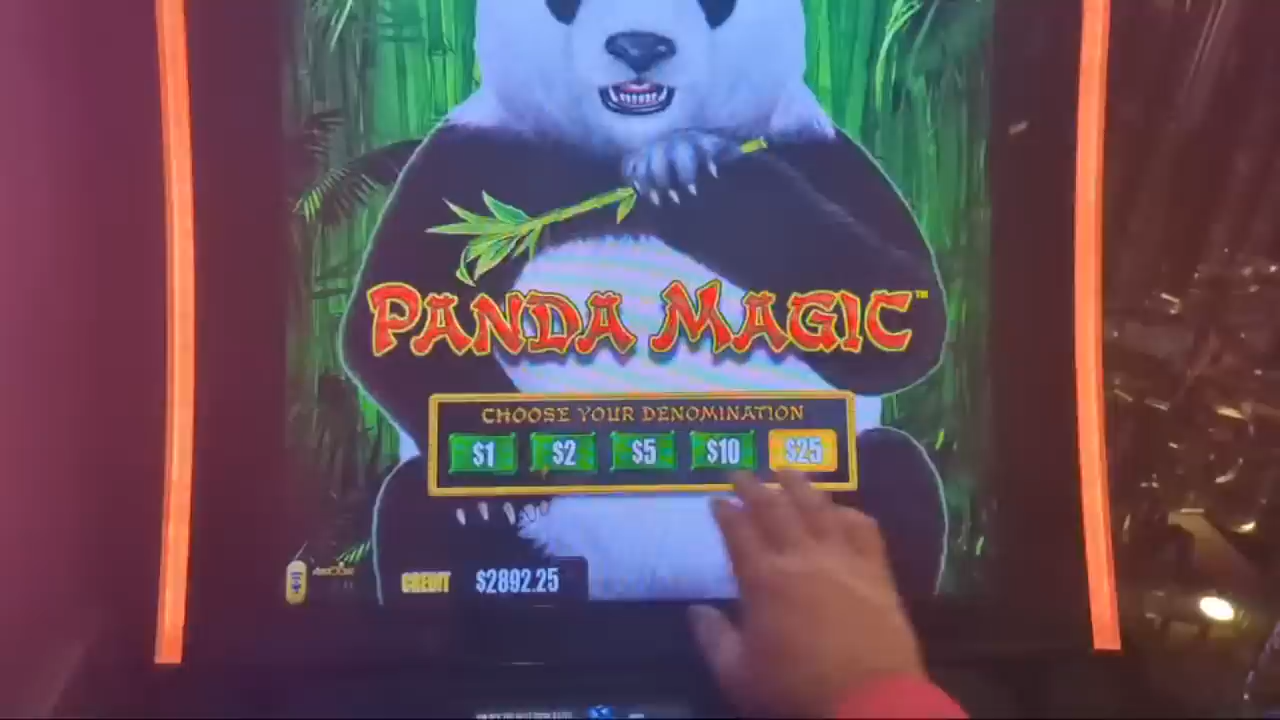 PANDA MAGIC™
CHOOSE YOUR DENOMINATION
$1 $2 $5 $10 $25
CREDIT $2892.25